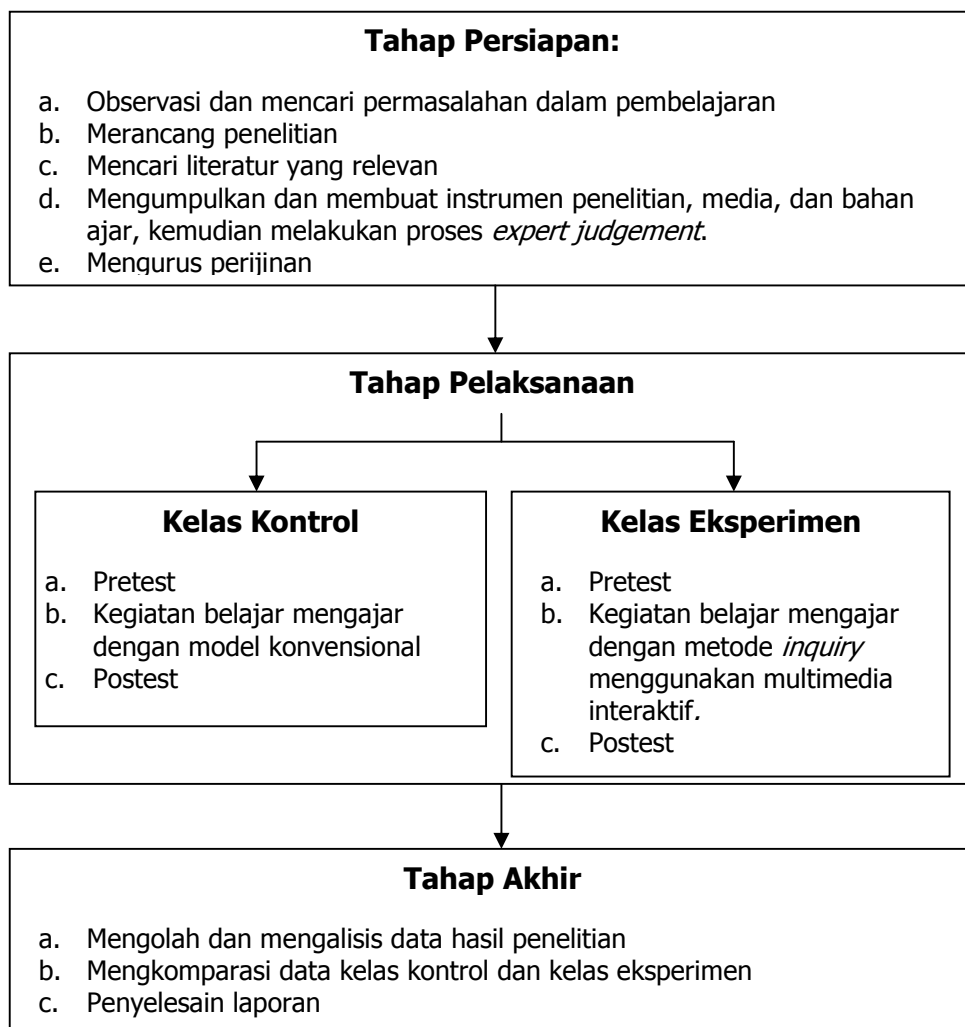 Tahap Persiapan:
a. Observasi dan mencari permasalahan dalam pembelajaran
b. Merancang penelitian
c. Mencari literatur yang relevan
d. Mengumpulkan dan membuat instrumen penelitian, media, dan bahan
ajar, kemudian melakukan proses expert judgement.
e. Mengurus perijinan
Tahap Pelaksanaan
Kelas Kontrol
a. Pretest
b. Kegiatan belajar mengajar
dengan model konvensional
c. Postest
Kelas Eksperimen
a. Pretest
b. Kegiatan belajar mengajar
dengan metode inquiry
menggunakan multimedia
interaktif.
c. Postest
Tahap Akhir
a. Mengolah dan mengalisis data hasil penelitian
b. Mengkomparasi data kelas kontrol dan kelas eksperimen
c. Penyelesain laporan